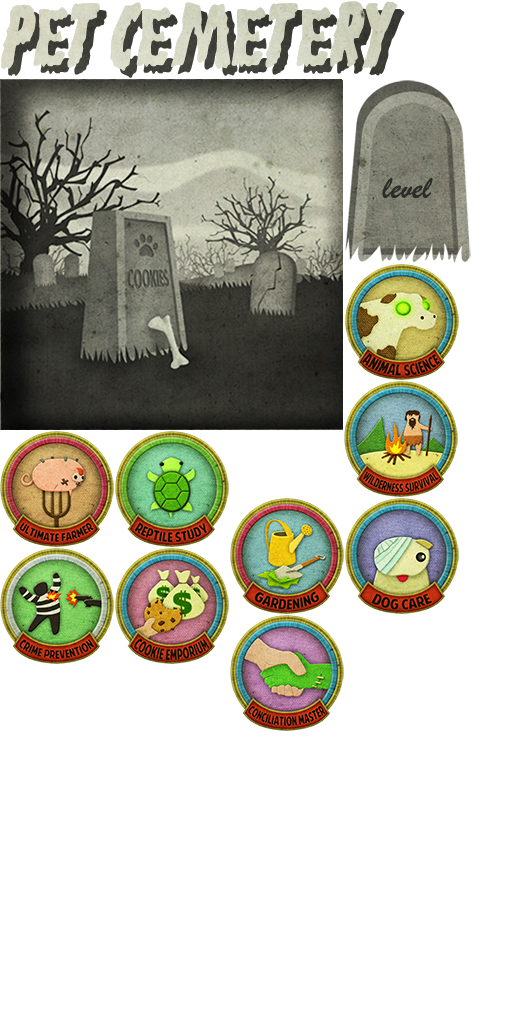 PET CEMETERY
level
COOKIES
ANIMAL SCIENCE
WILDERNESS SURVIVAL
ULTIMATE FARMER
REPTILE STUDY
GARDENING
DOG CARE
CRIME PREVENTION
COOKIE EMPORIUM
CONCILIATION MASTER